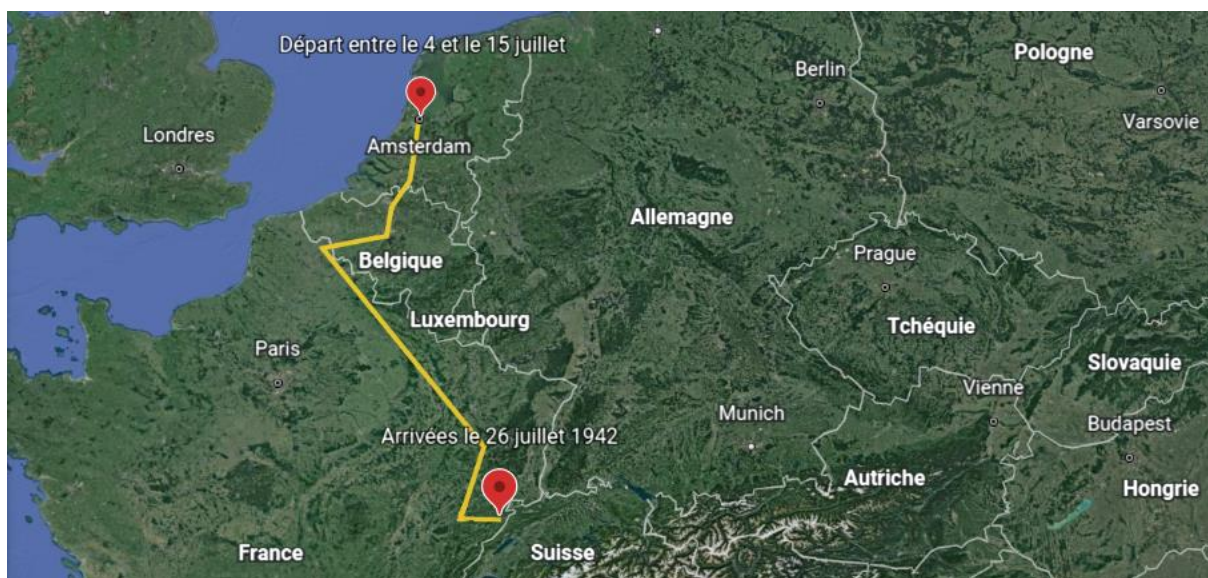 Départ entre le 4 et le 15 juillet
Pologne
Berlin
Londres
Varsovie
Amsterdam
Allemagne
Belgique
Prague
Luxembourg
Tchéquie
Paris
Slovaquie
Vienne
Munich
Budapest
Arrivées le 26 juillet 1942
Autriche
Hongrie
France
Suisse